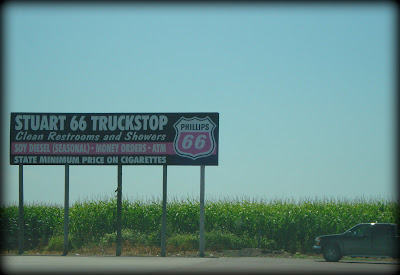 STUART 66 TRUCKSTOP
Clean Restrooms and Showers
SOY DIESEL (SEASONAL) • MONEY ORDERS • ATM
STATE MINIMUM PRICE ON CIGARETTES
PHILLIPS
66